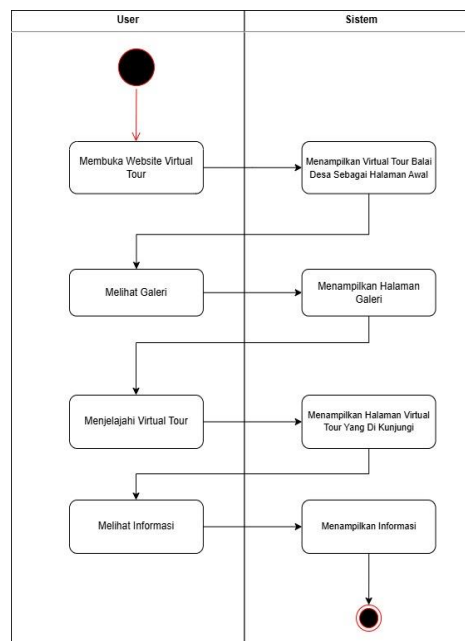 User
Sistem
Membuka Website Virtual
Tour
Menampilkan Virtual Tour Balai
Desa Sebagai Halaman Awal
Melihat Galeri
Menampilkan Halaman
Galeri
Menjelajahi Virtual Tour
Menampilkan Halaman Virtual
Tour Yang Di Kunjungi
Melihat Informasi
Menampilkan Informasi